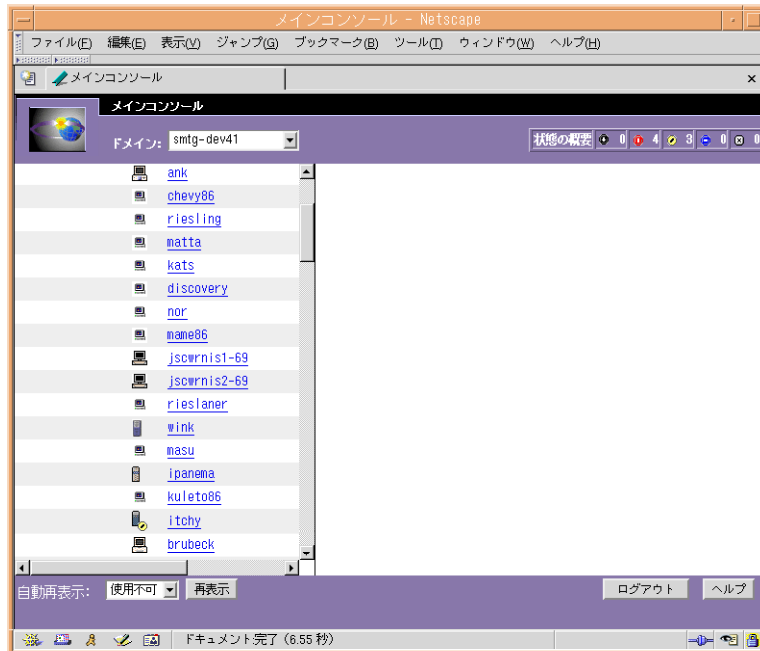 メインコンソール - Netscape
ファイル(F) 編集(E) 表示(V) ジャンプ(G) ブックマーク(B) ツール(T) ウィンドウ(W) ヘルプ(H)
メインコンソール
メインコンソール
ドメイン: smtg-dev41
状態の概要 0 4 3 0 0
ank
chevy86
riesling
matta
kats
discovery
nor
mame86
jscwrnis1-69
jscwrnis2-69
rieslaner
wink
masu
ipanema
kuleto86
itchy
brubeck
自動再表示: 使用不可 再表示
ログアウト ヘルプ
ドキュメント:完了 (6.55 秒)